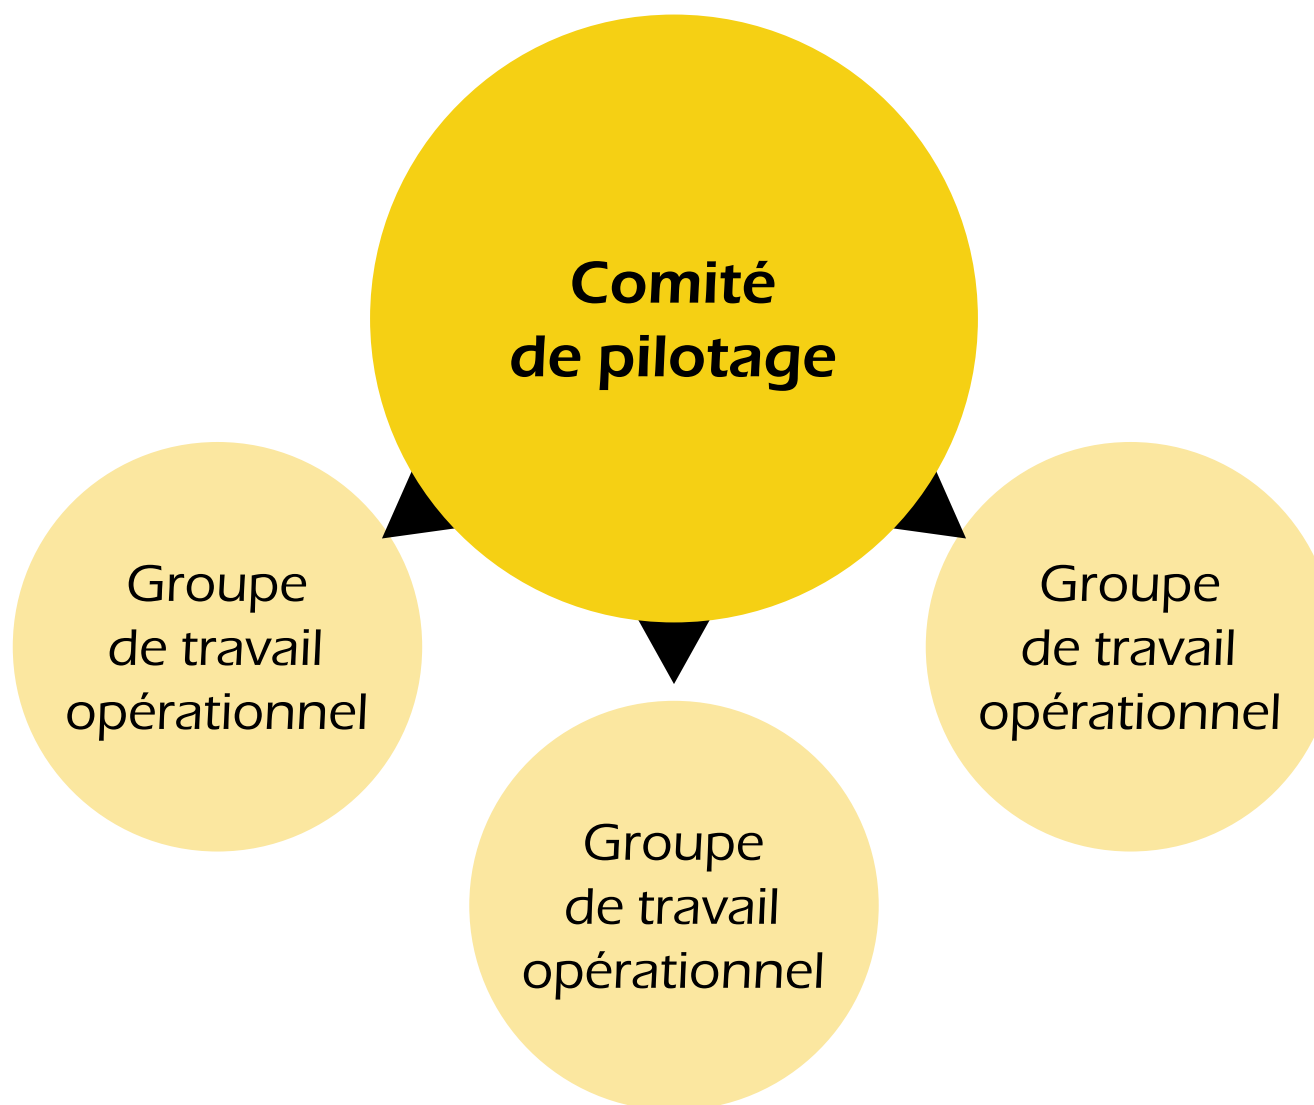 Comité
de pilotage
Groupe
de travail
opérationnel
Groupe
de travail
opérationnel
Groupe
de travail
opérationnel